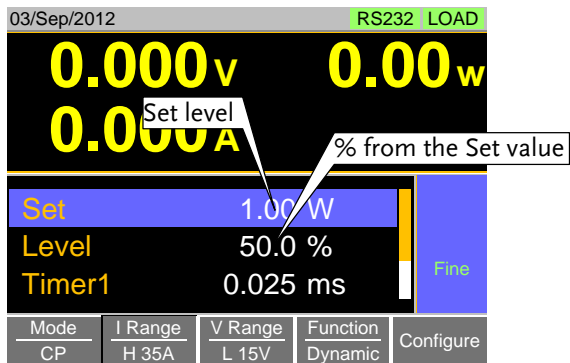 03/Sep/2012 RS232 LOAD
0.000 V 0.00 W
Set level
0.000 A
% from the Set value
Set 1.00 W
Level 50.0 %
Timer1 0.025 ms
Fine
Mode I Range V Range Function Configure
CP H 35A L 15V Dynamic